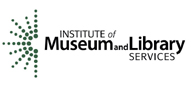 INSTITUTE of
Museum and Library
SERVICES